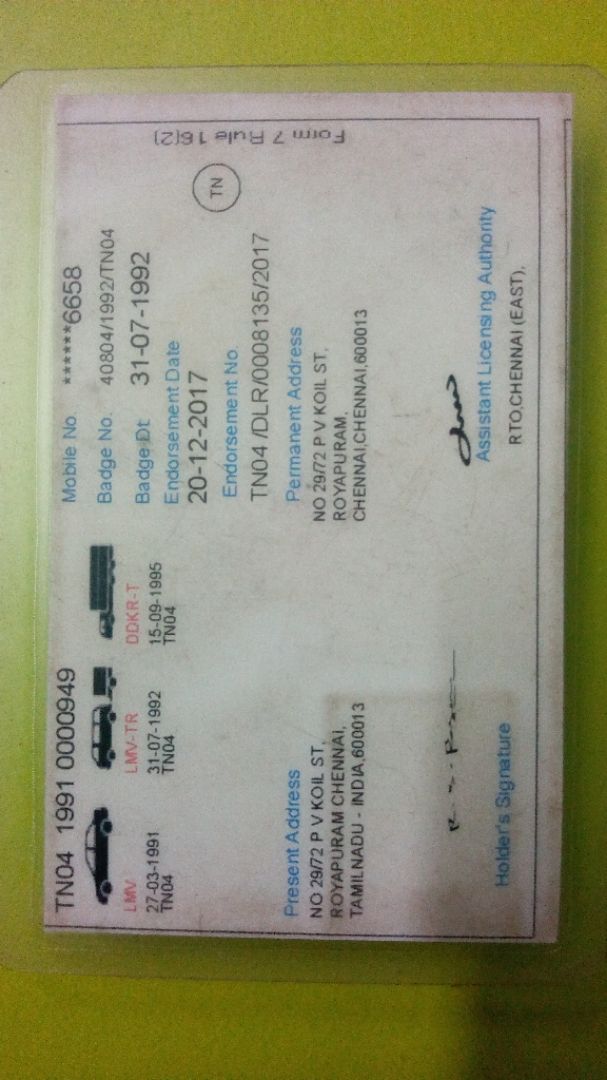 TN04 1991 0000949
LMV
27-03-1991
TN04
LMV-TR
31-07-1992
TN04
DDKR-T
15-09-1995
TN04
Mobile No. ******6658
Badge No. 40804/1992/TN04
Badge Dt 31-07-1992
Endorsement Date
20-12-2017
Endorsement No.
TN04 /DLR/0008135/2017
TN
Form 7 Rule 16(2)
Present Address
NO 29/72 P V KOIL ST,
ROYAPURAM CHENNAI,
TAMILNADU - INDIA,600013
Permanent Address
NO 29/72 P V KOIL ST,
ROYAPURAM,
CHENNAI,CHENNAI,600013
Holder's Signature
Assistant Licensing Authority
RTO,CHENNAI (EAST),